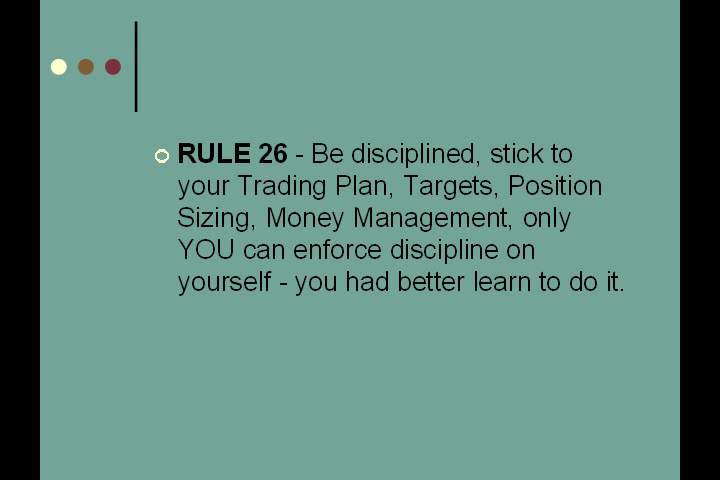 RULE 26 - Be disciplined, stick to
your Trading Plan, Targets, Position
Sizing, Money Management, only
YOU can enforce discipline on
yourself - you had better learn to do it.